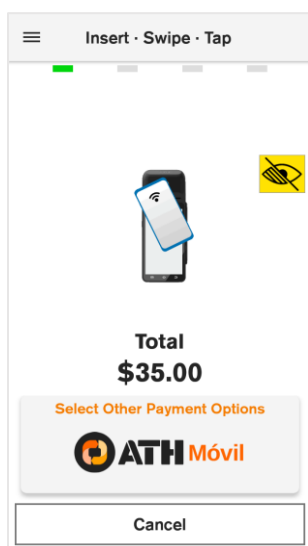 Insert · Swipe · Tap
Total
$35.00
Select Other Payment Options
ATH Móvil
Cancel